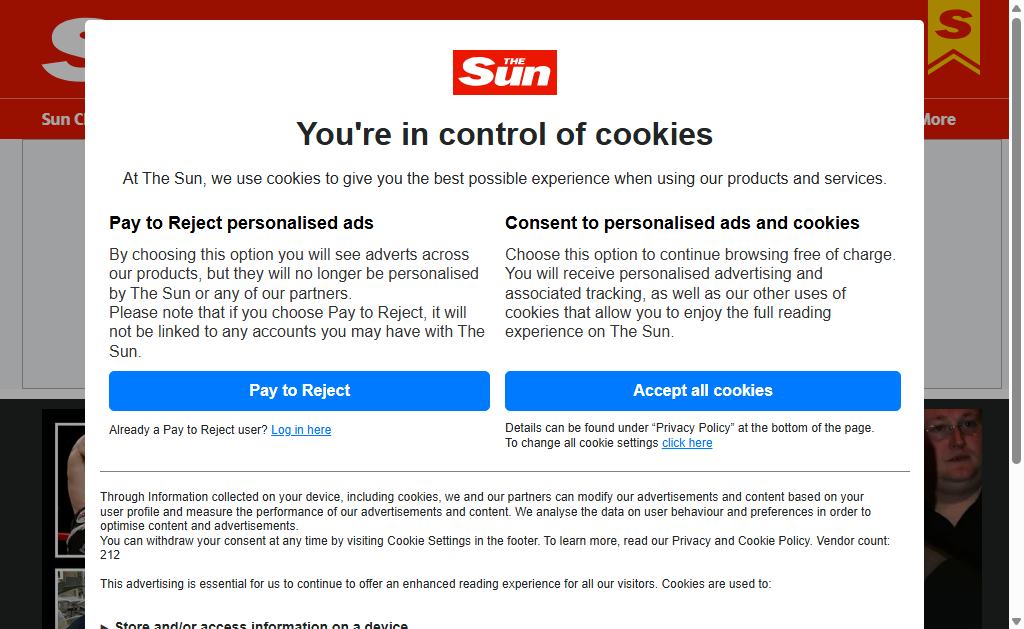 S
Sun Cl
More
THE
Sun
You're in control of cookies
At The Sun, we use cookies to give you the best possible experience when using our products and services.
Pay to Reject personalised ads
By choosing this option you will see adverts across
our products, but they will no longer be personalised
by The Sun or any of our partners.
Please note that if you choose Pay to Reject, it will
not be linked to any accounts you may have with The
Sun.
Pay to Reject
Already a Pay to Reject user? Log in here
Consent to personalised ads and cookies
Choose this option to continue browsing free of charge.
You will receive personalised advertising and
associated tracking, as well as our other uses of
cookies that allow you to enjoy the full reading
experience on The Sun.
Accept all cookies
Details can be found under “Privacy Policy” at the bottom of the page.
To change all cookie settings click here
Through Information collected on your device, including cookies, we and our partners can modify our advertisements and content based on your
user profile and measure the performance of our advertisements and content. We analyse the data on user behaviour and preferences in order to
optimise content and advertisements.
You can withdraw your consent at any time by visiting Cookie Settings in the footer. To learn more, read our Privacy and Cookie Policy. Vendor count:
212
This advertising is essential for us to continue to offer an enhanced reading experience for all our visitors. Cookies are used to:
Store and/or access information on a device